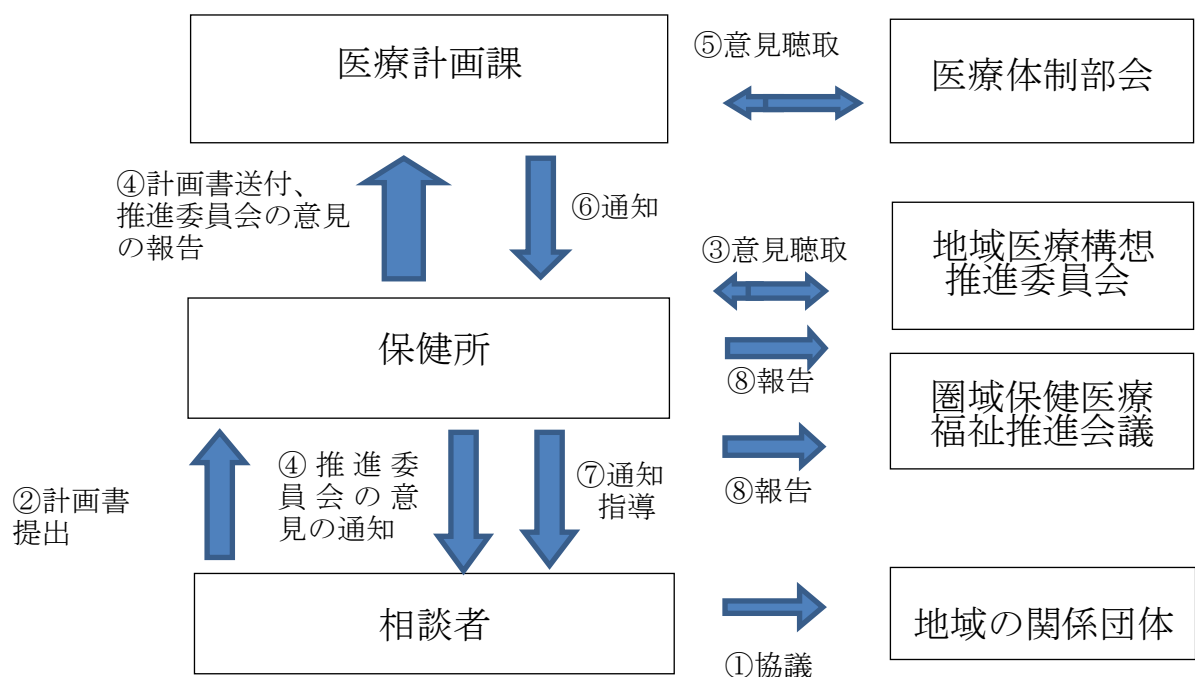 医療計画課
⑤意見聴取
医療体制部会
④計画書送付、
推進委員会の意見
の報告
⑥通知
③意見聴取
地域医療構想
推進委員会
保健所
⑧報告
圏域保健医療
福祉推進会議
⑧報告
②計画書
提出
④推進委
員会の意
見の通知
⑦通知
指導
相談者
①協議
地域の関係団体